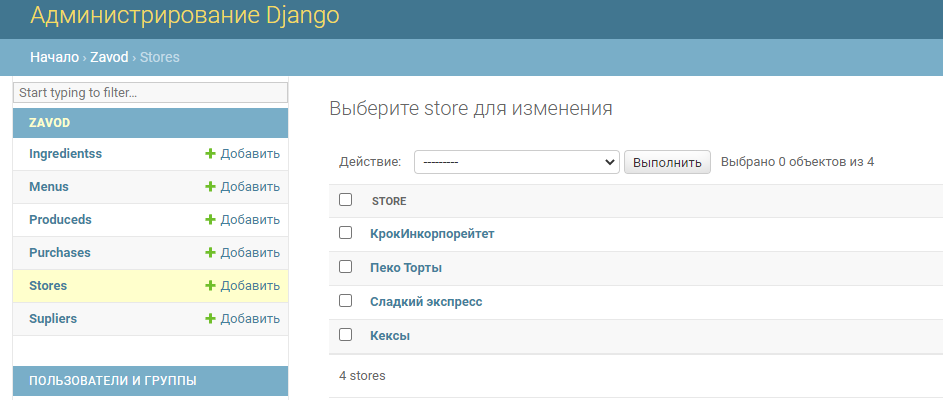 Администрирование Django
Начало › Zavod › Stores
Start typing to filter…
ZAVOD
Ingredientss + Добавить
Menus + Добавить
Produceds + Добавить
Purchases + Добавить
Stores + Добавить
Supliers + Добавить
ПОЛЬЗОВАТЕЛИ И ГРУППЫ
Выберите store для изменения
Действие: --------- Выполнить Выбрано 0 объектов из 4
STORE
КрокИнкорпорейтет
Пеко Торты
Сладкий экспресс
Кексы
4 stores